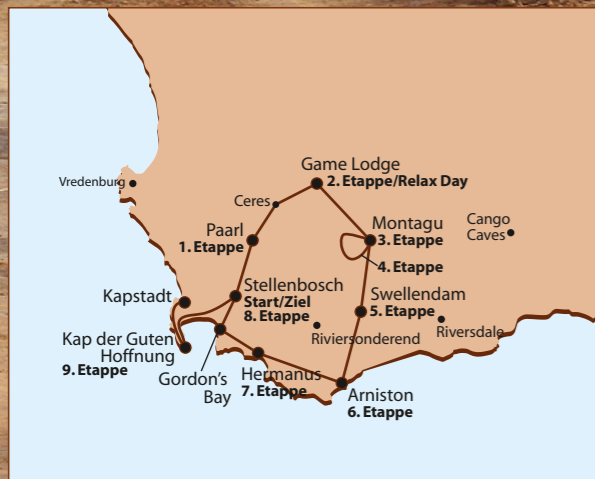 Game Lodge
2. Etappe/Relax Day
Vredenburg
Ceres
Paarl
1. Etappe
Montagu
3. Etappe
Cango
Caves
4. Etappe
Stellenbosch
Start/Ziel
8. Etappe
Kapstadt
Swellendam
5. Etappe
Riviersonderend
Riversdale
Kap der Guten
Hoffnung
9. Etappe
Gordon's
Bay
Hermanus
7. Etappe
Arniston
6. Etappe